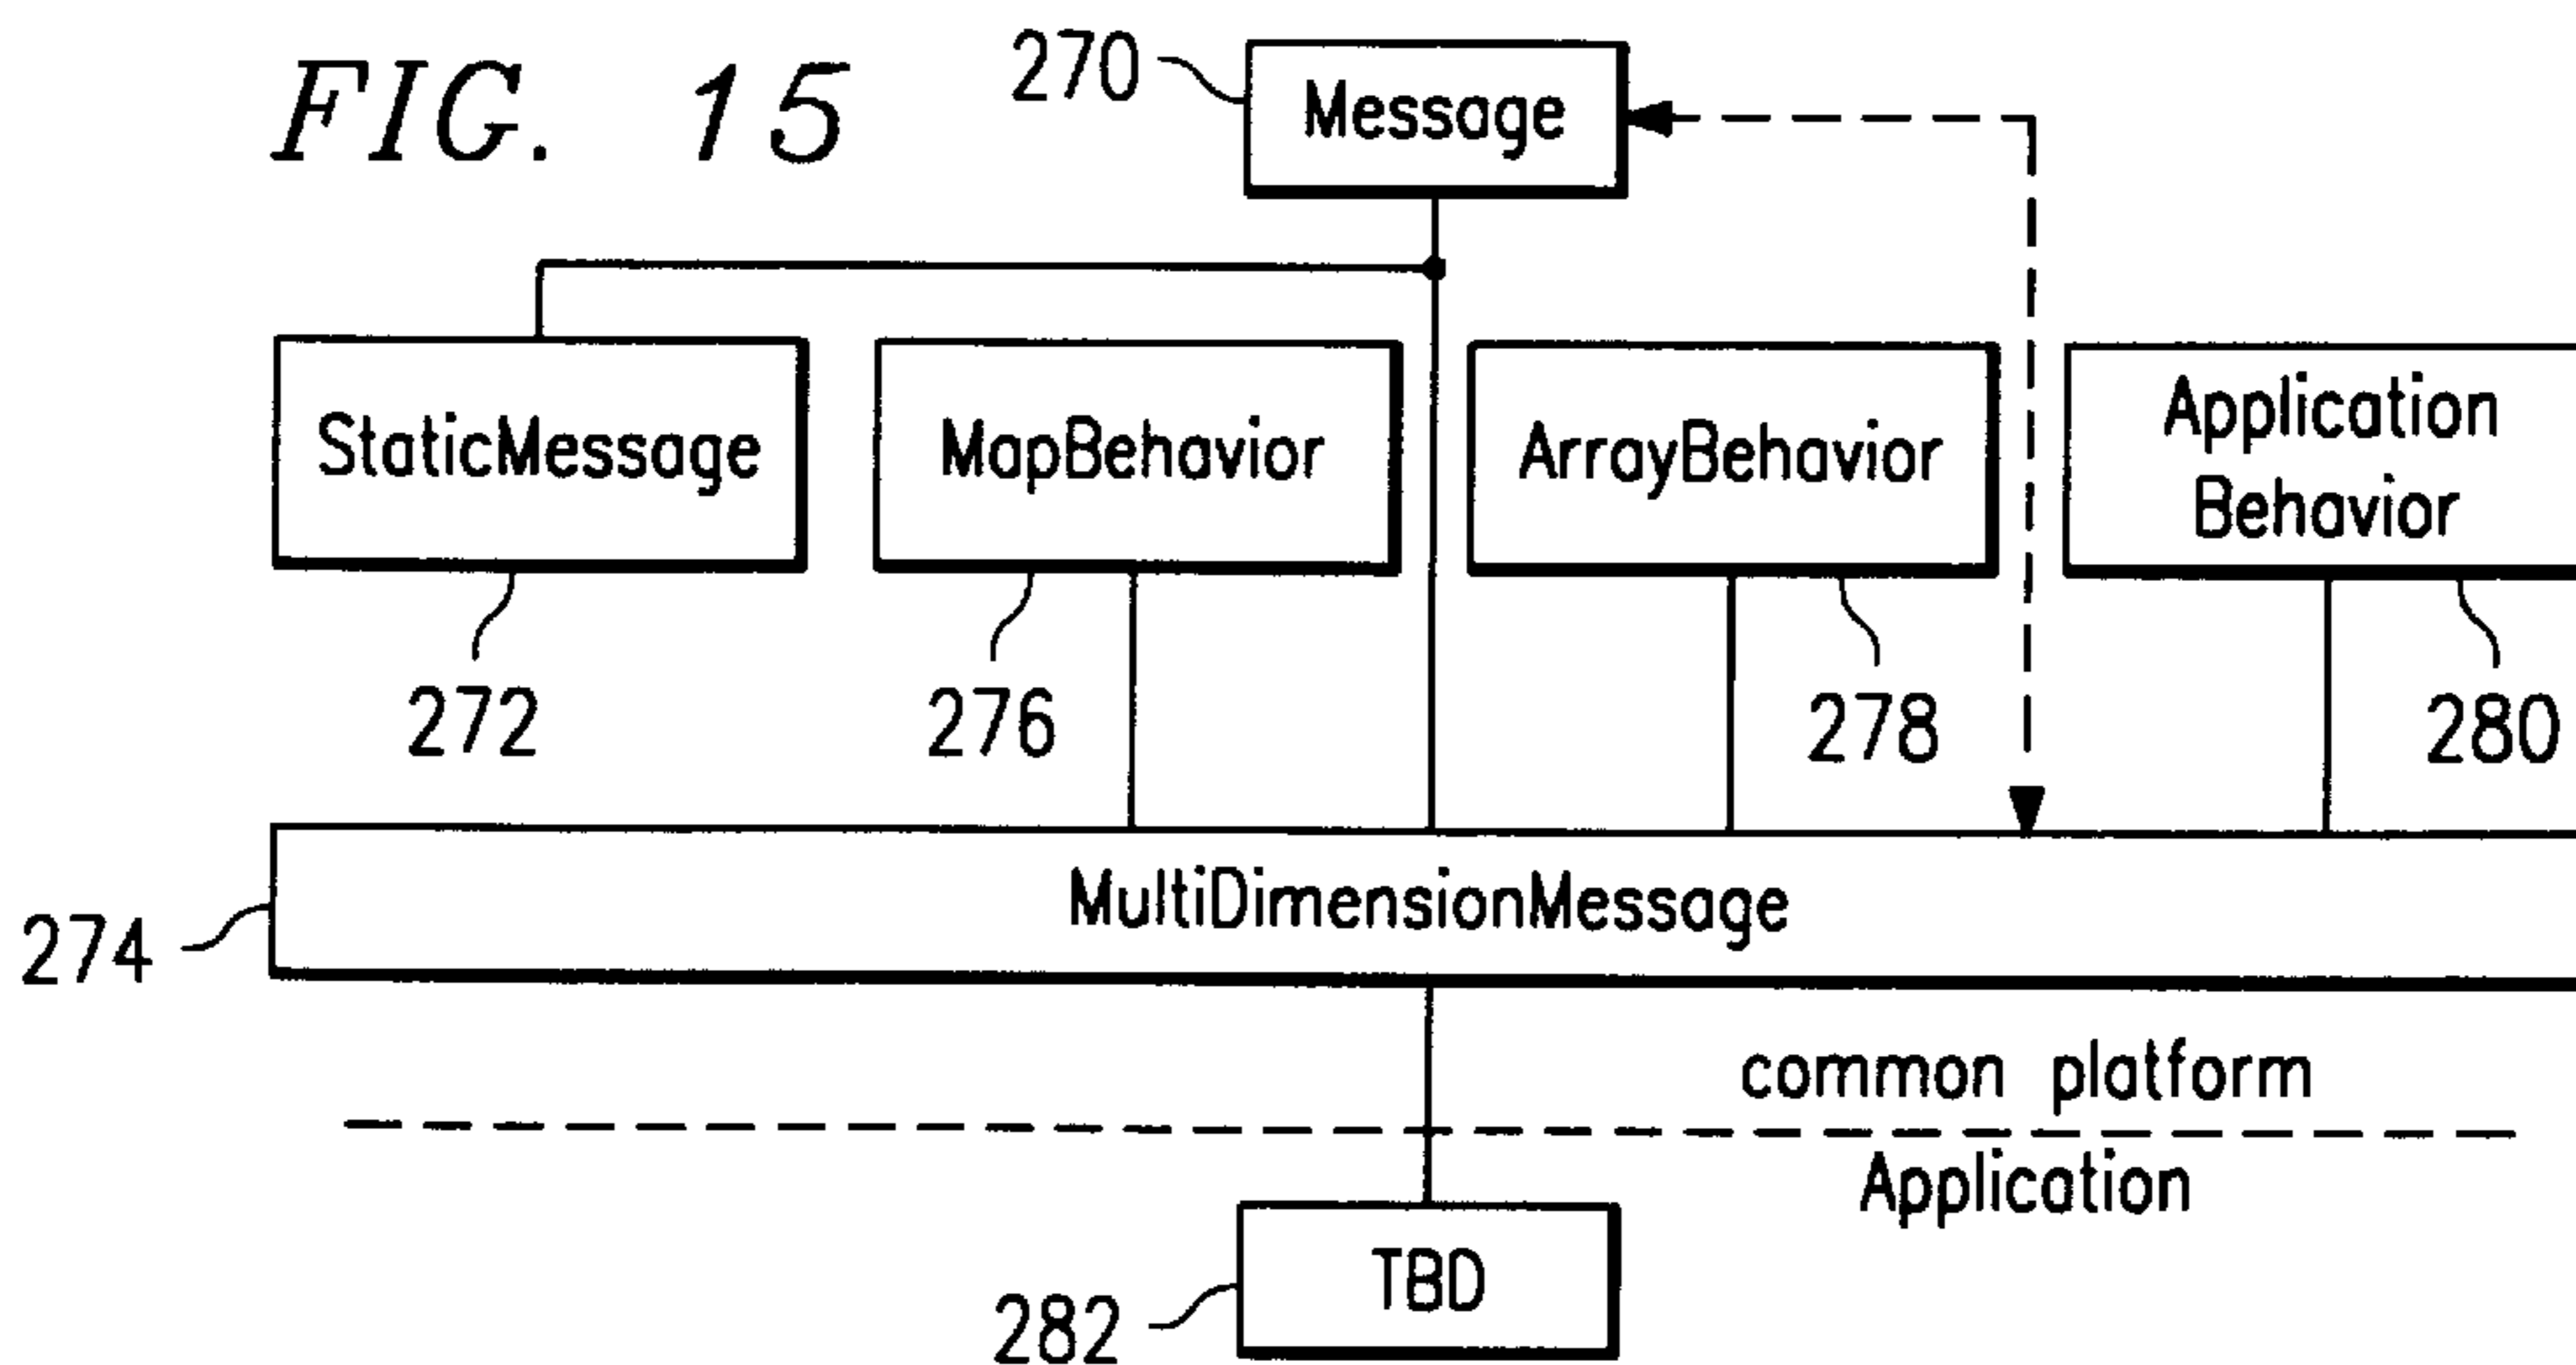 FIG. 15
270
Message
StaticMessage
MapBehavior
ArrayBehavior
Application
Behavior
272
276
278
280
274
MultiDimensionMessage
common platform
Application
TBD
282